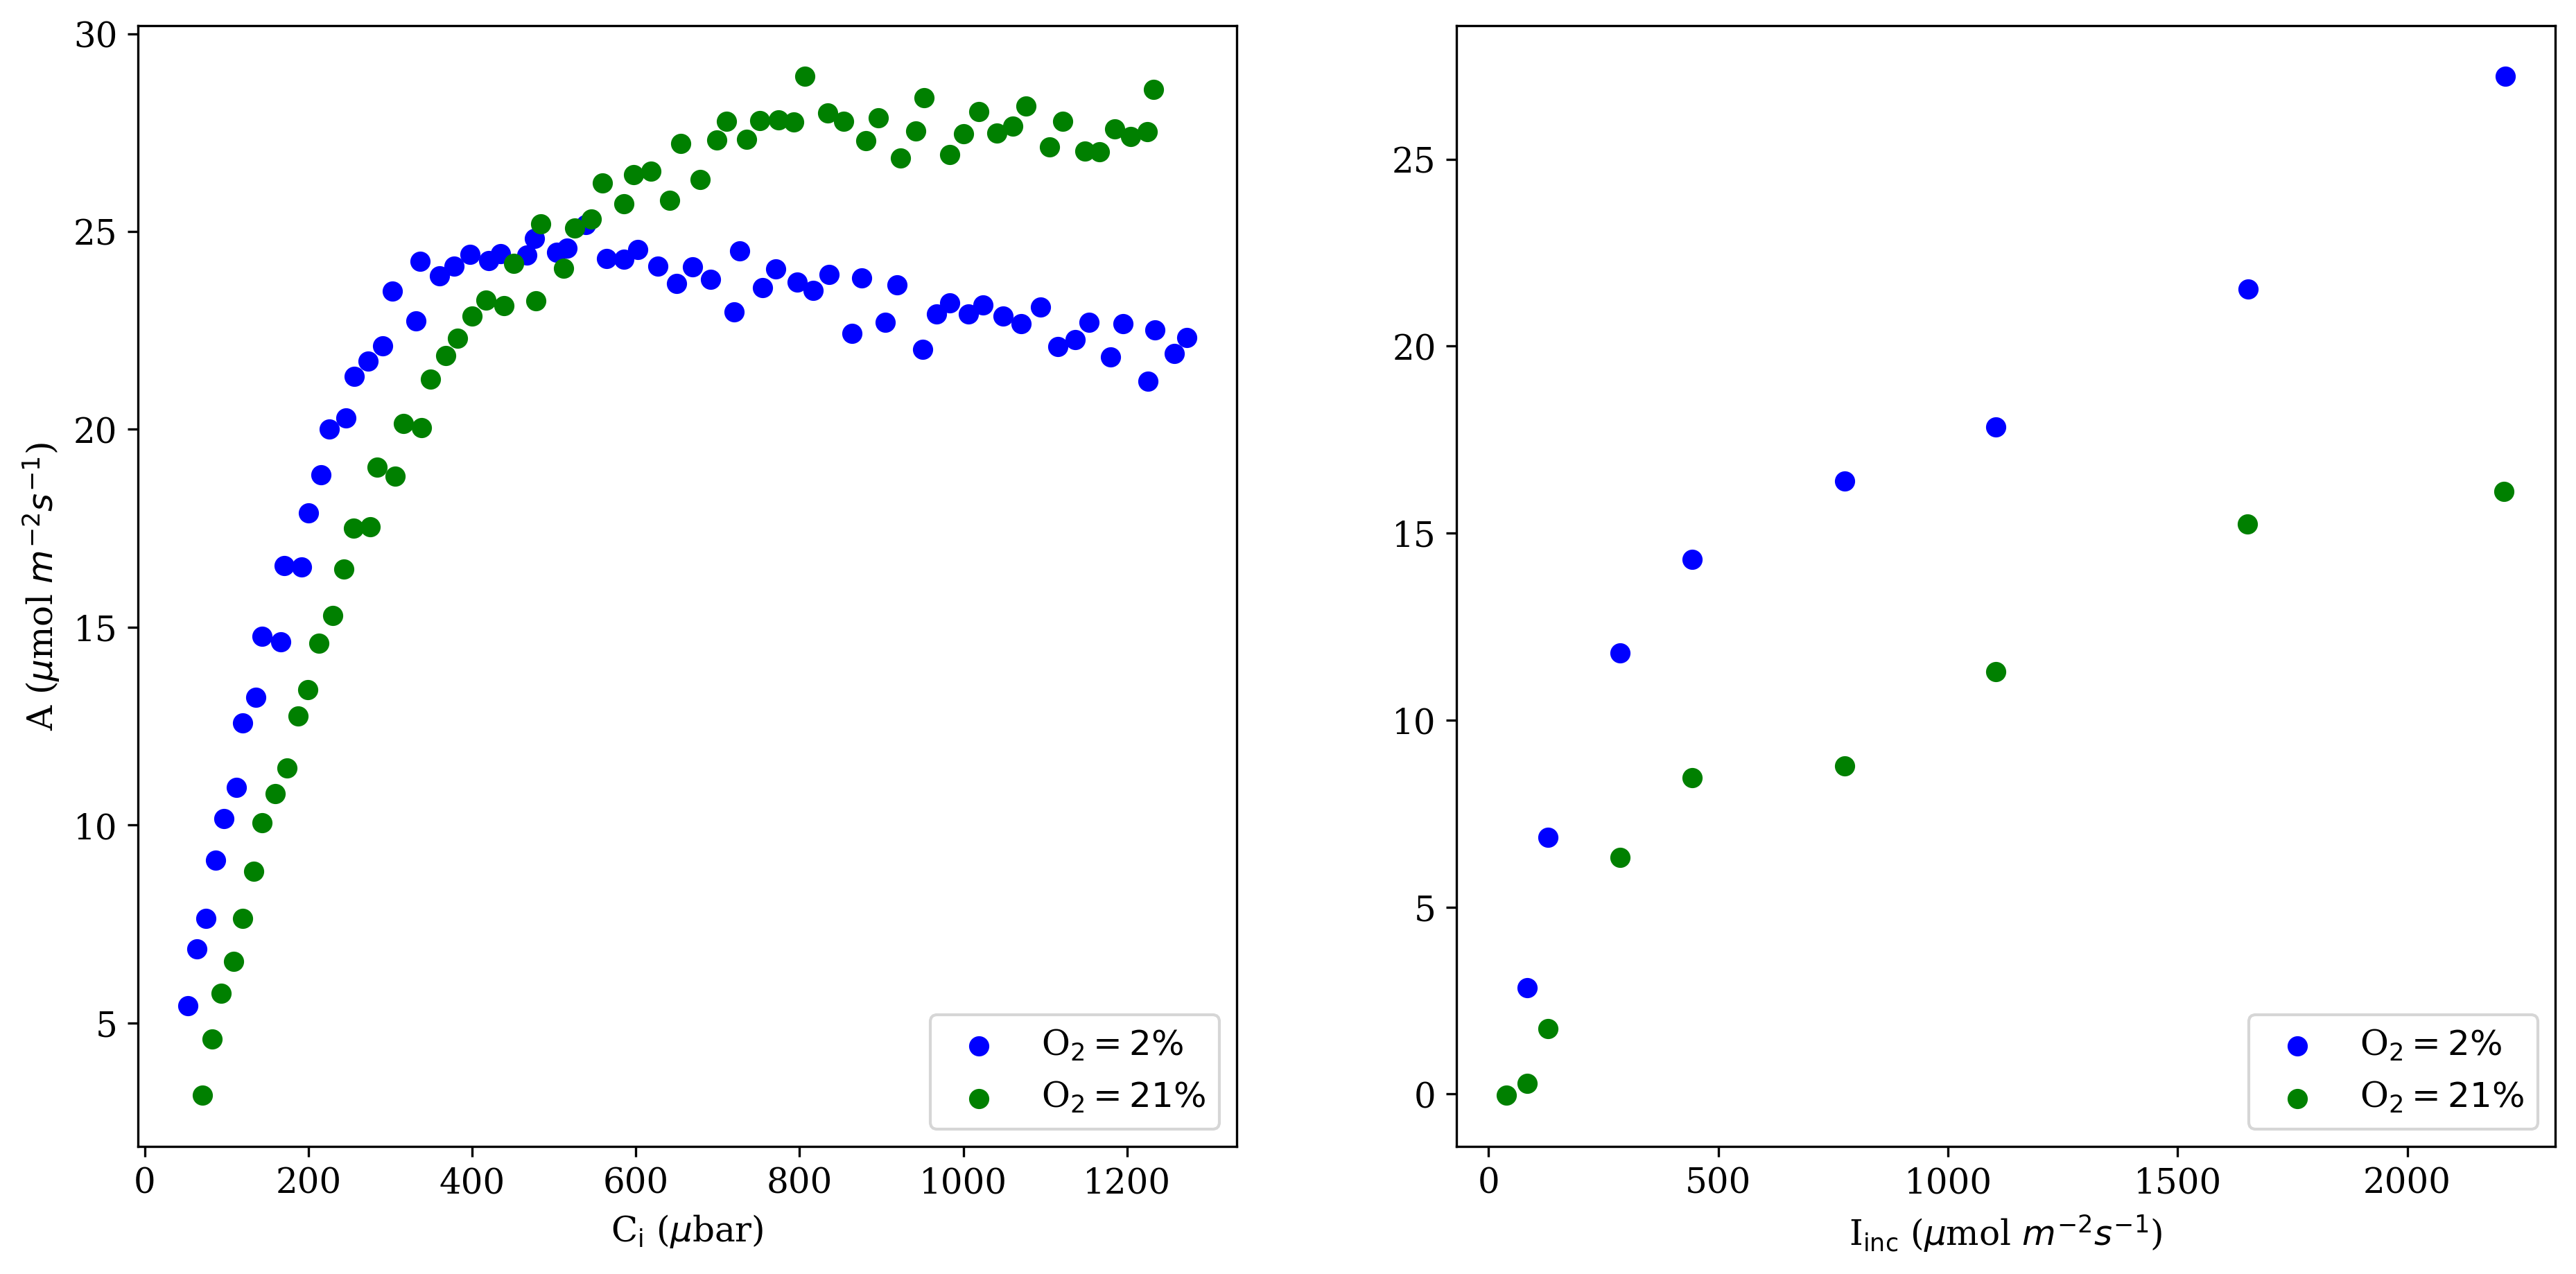 30
25
20
15
10
5
A (μmol m⁻²s⁻¹)
0 200 400 600 800 1000 1200
C_i (μbar)
O₂ = 2%
O₂ = 21%
25
20
15
10
5
0
0 500 1000 1500 2000
I_inc (μmol m⁻²s⁻¹)
O₂ = 2%
O₂ = 21%